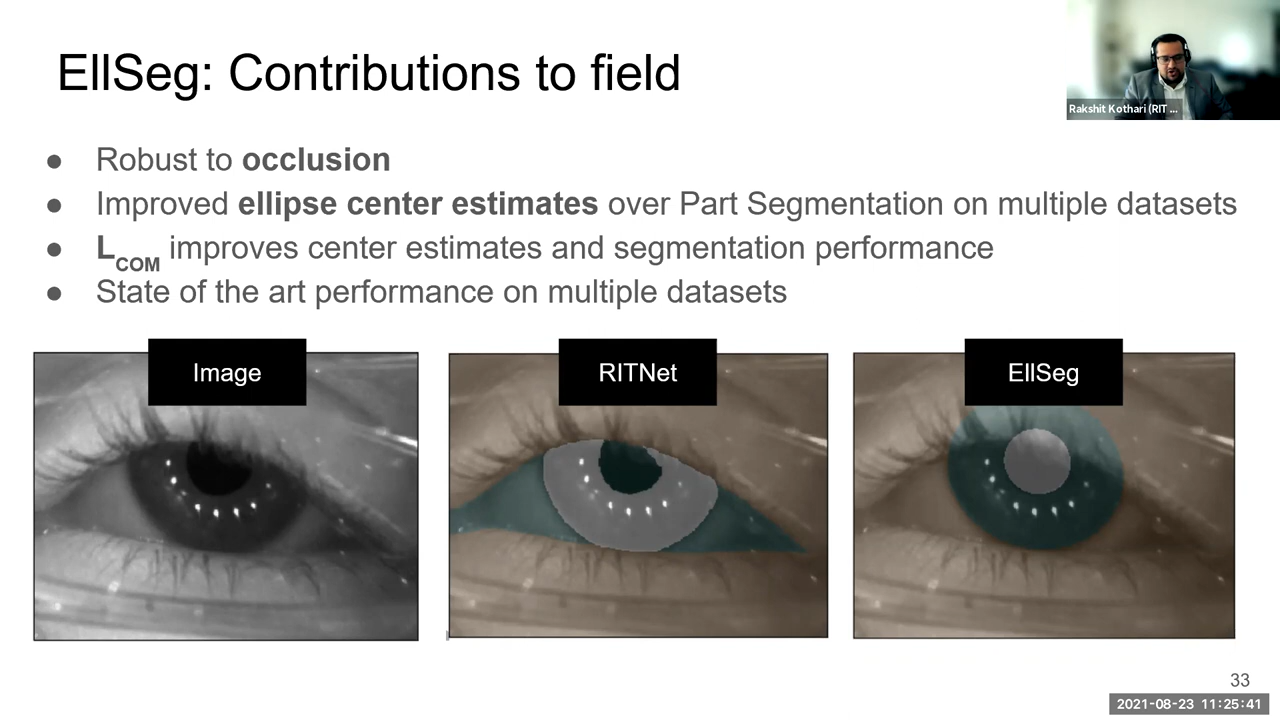 EllSeg: Contributions to field
Rakshit Kothari (RIT ...
● Robust to occlusion
● Improved ellipse center estimates over Part Segmentation on multiple datasets
● LCOM improves center estimates and segmentation performance
● State of the art performance on multiple datasets
Image
RITNet
EllSeg
33
2021-08-23 11:25:41